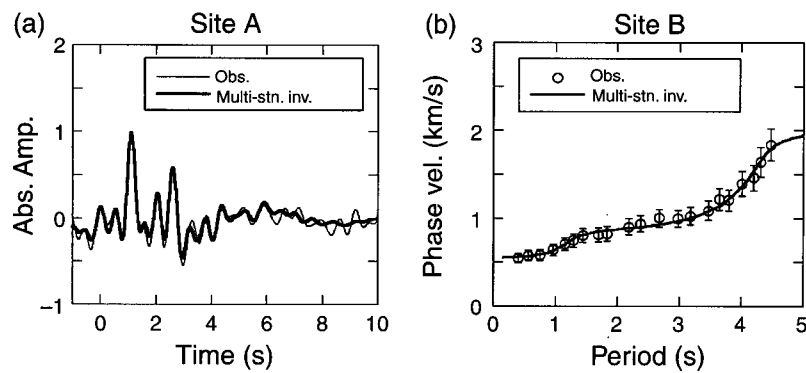 (a) Site A
Obs.
Multi-stn. inv.
2
1
0
−1
Abs. Amp.
0 2 4 6 8 10
Time (s)
(b) Site B
Obs.
Multi-stn. inv.
3
2
1
0
Phase vel. (km/s)
0 1 2 3 4 5
Period (s)